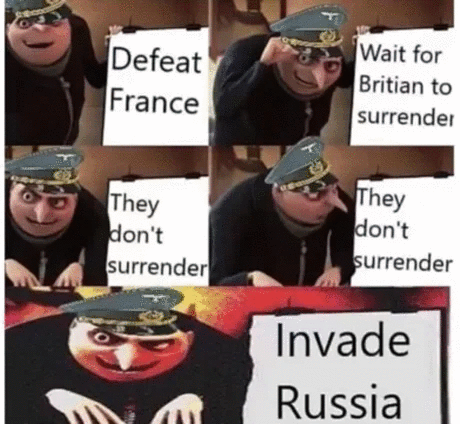 Defeat
France
Wait for
Britian to
surrender
They
don't
surrender
They
don't
surrender
Invade
Russia